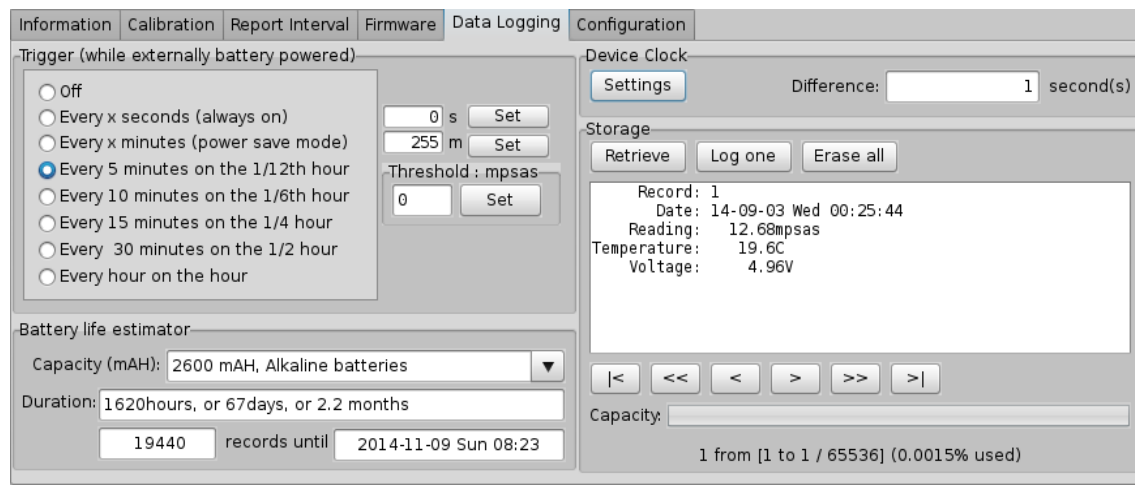 Information Calibration Report Interval Firmware Data Logging Configuration
Trigger (while externally battery powered)
Off
Every x seconds (always on)
Every x minutes (power save mode)
Every 5 minutes on the 1/12th hour
Every 10 minutes on the 1/6th hour
Every 15 minutes on the 1/4 hour
Every  30 minutes on the 1/2 hour
Every hour on the hour
0 s Set
255 m Set
Threshold : mpsas
0 Set
Battery life estimator
Capacity (mAH): 2600 mAH, Alkaline batteries ▼
Duration: 1620hours, or 67days, or 2.2 months
19440 records until 2014-11-09 Sun 08:23
Device Clock
Settings Difference: 1 second(s)
Storage
Retrieve Log one Erase all
Record: 1
Date: 14-09-03 Wed 00:25:44
Reading: 12.68mpsas
Temperature: 19.6C
Voltage: 4.96V
|< << < > >> >|
Capacity:
1 from [1 to 1 / 65536] (0.0015% used)